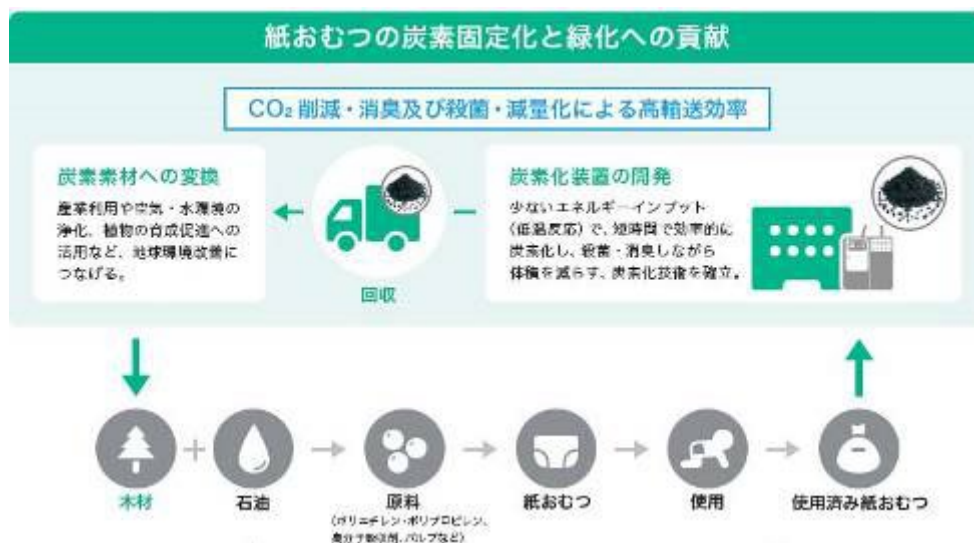 紙おむつの炭素固定化と緑化への貢献
CO₂削減・消臭及び殺菌・減量化による高輸送効率
炭素素材への変換
産業利用や空気・水環境の
浄化、植物の育成促進への
活用など、地球環境改善に
つなげる。
回収
炭素化装置の開発
少ないエネルギーインプット
(低温反応)で、短時間で効率的に
炭素化し、殺菌・消臭しながら
体積を減らす、炭素化技術を確立。
木材
石油
原料
(ポリエチレン・ポリプロピレン、
高分子吸収剤、パルプなど)
紙おむつ
使用
使用済み紙おむつ